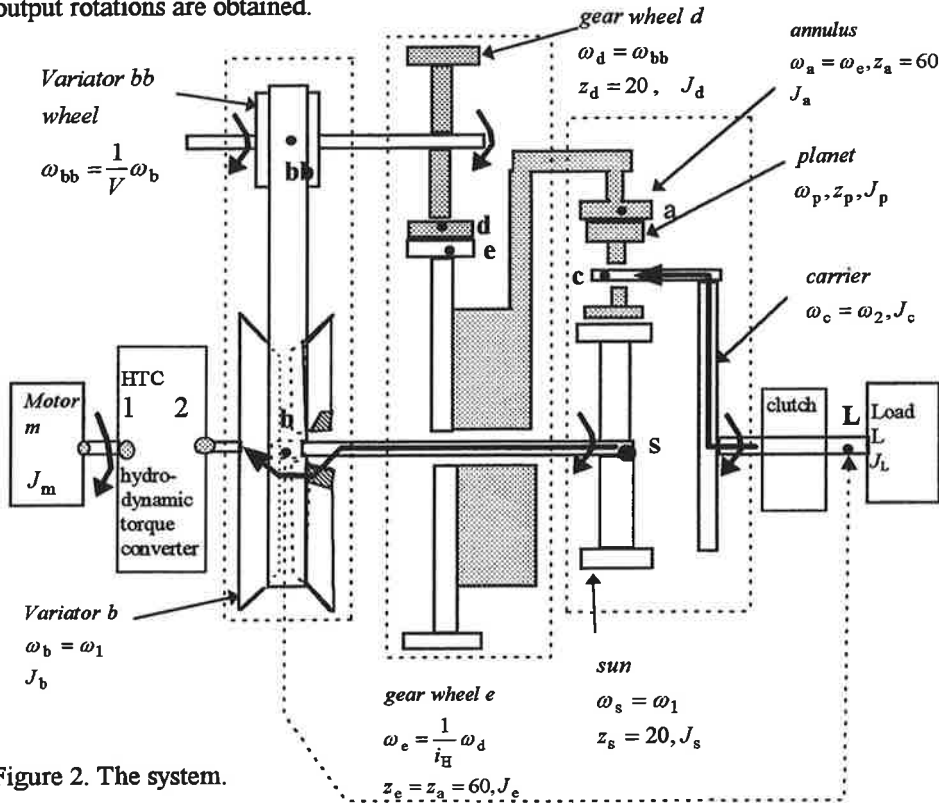 output rotations are obtained.
gear wheel d
ω_d = ω_bb
z_d = 20 , J_d
annulus
ω_a = ω_e, z_a = 60
J_a
Variator bb
wheel
ω_bb = 1/V ω_b
planet
ω_p, z_p, J_p
bb
a
d
e
c
carrier
ω_c = ω_2, J_c
Motor
m
J_m
HTC
1 2
hydro-
dynamic
torque
converter
b
s
clutch
L
Load
L
J_L
Variator b
ω_b = ω_1
J_b
gear wheel e
ω_e = 1/i_H ω_d
z_e = z_a = 60, J_e
sun
ω_s = ω_1
z_s = 20, J_s
Figure 2. The system.